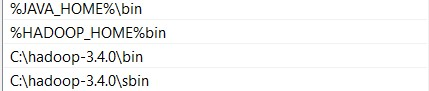 %JAVA_HOME%\bin
%HADOOP_HOME%bin
C:\hadoop-3.4.0\bin
C:\hadoop-3.4.0\sbin